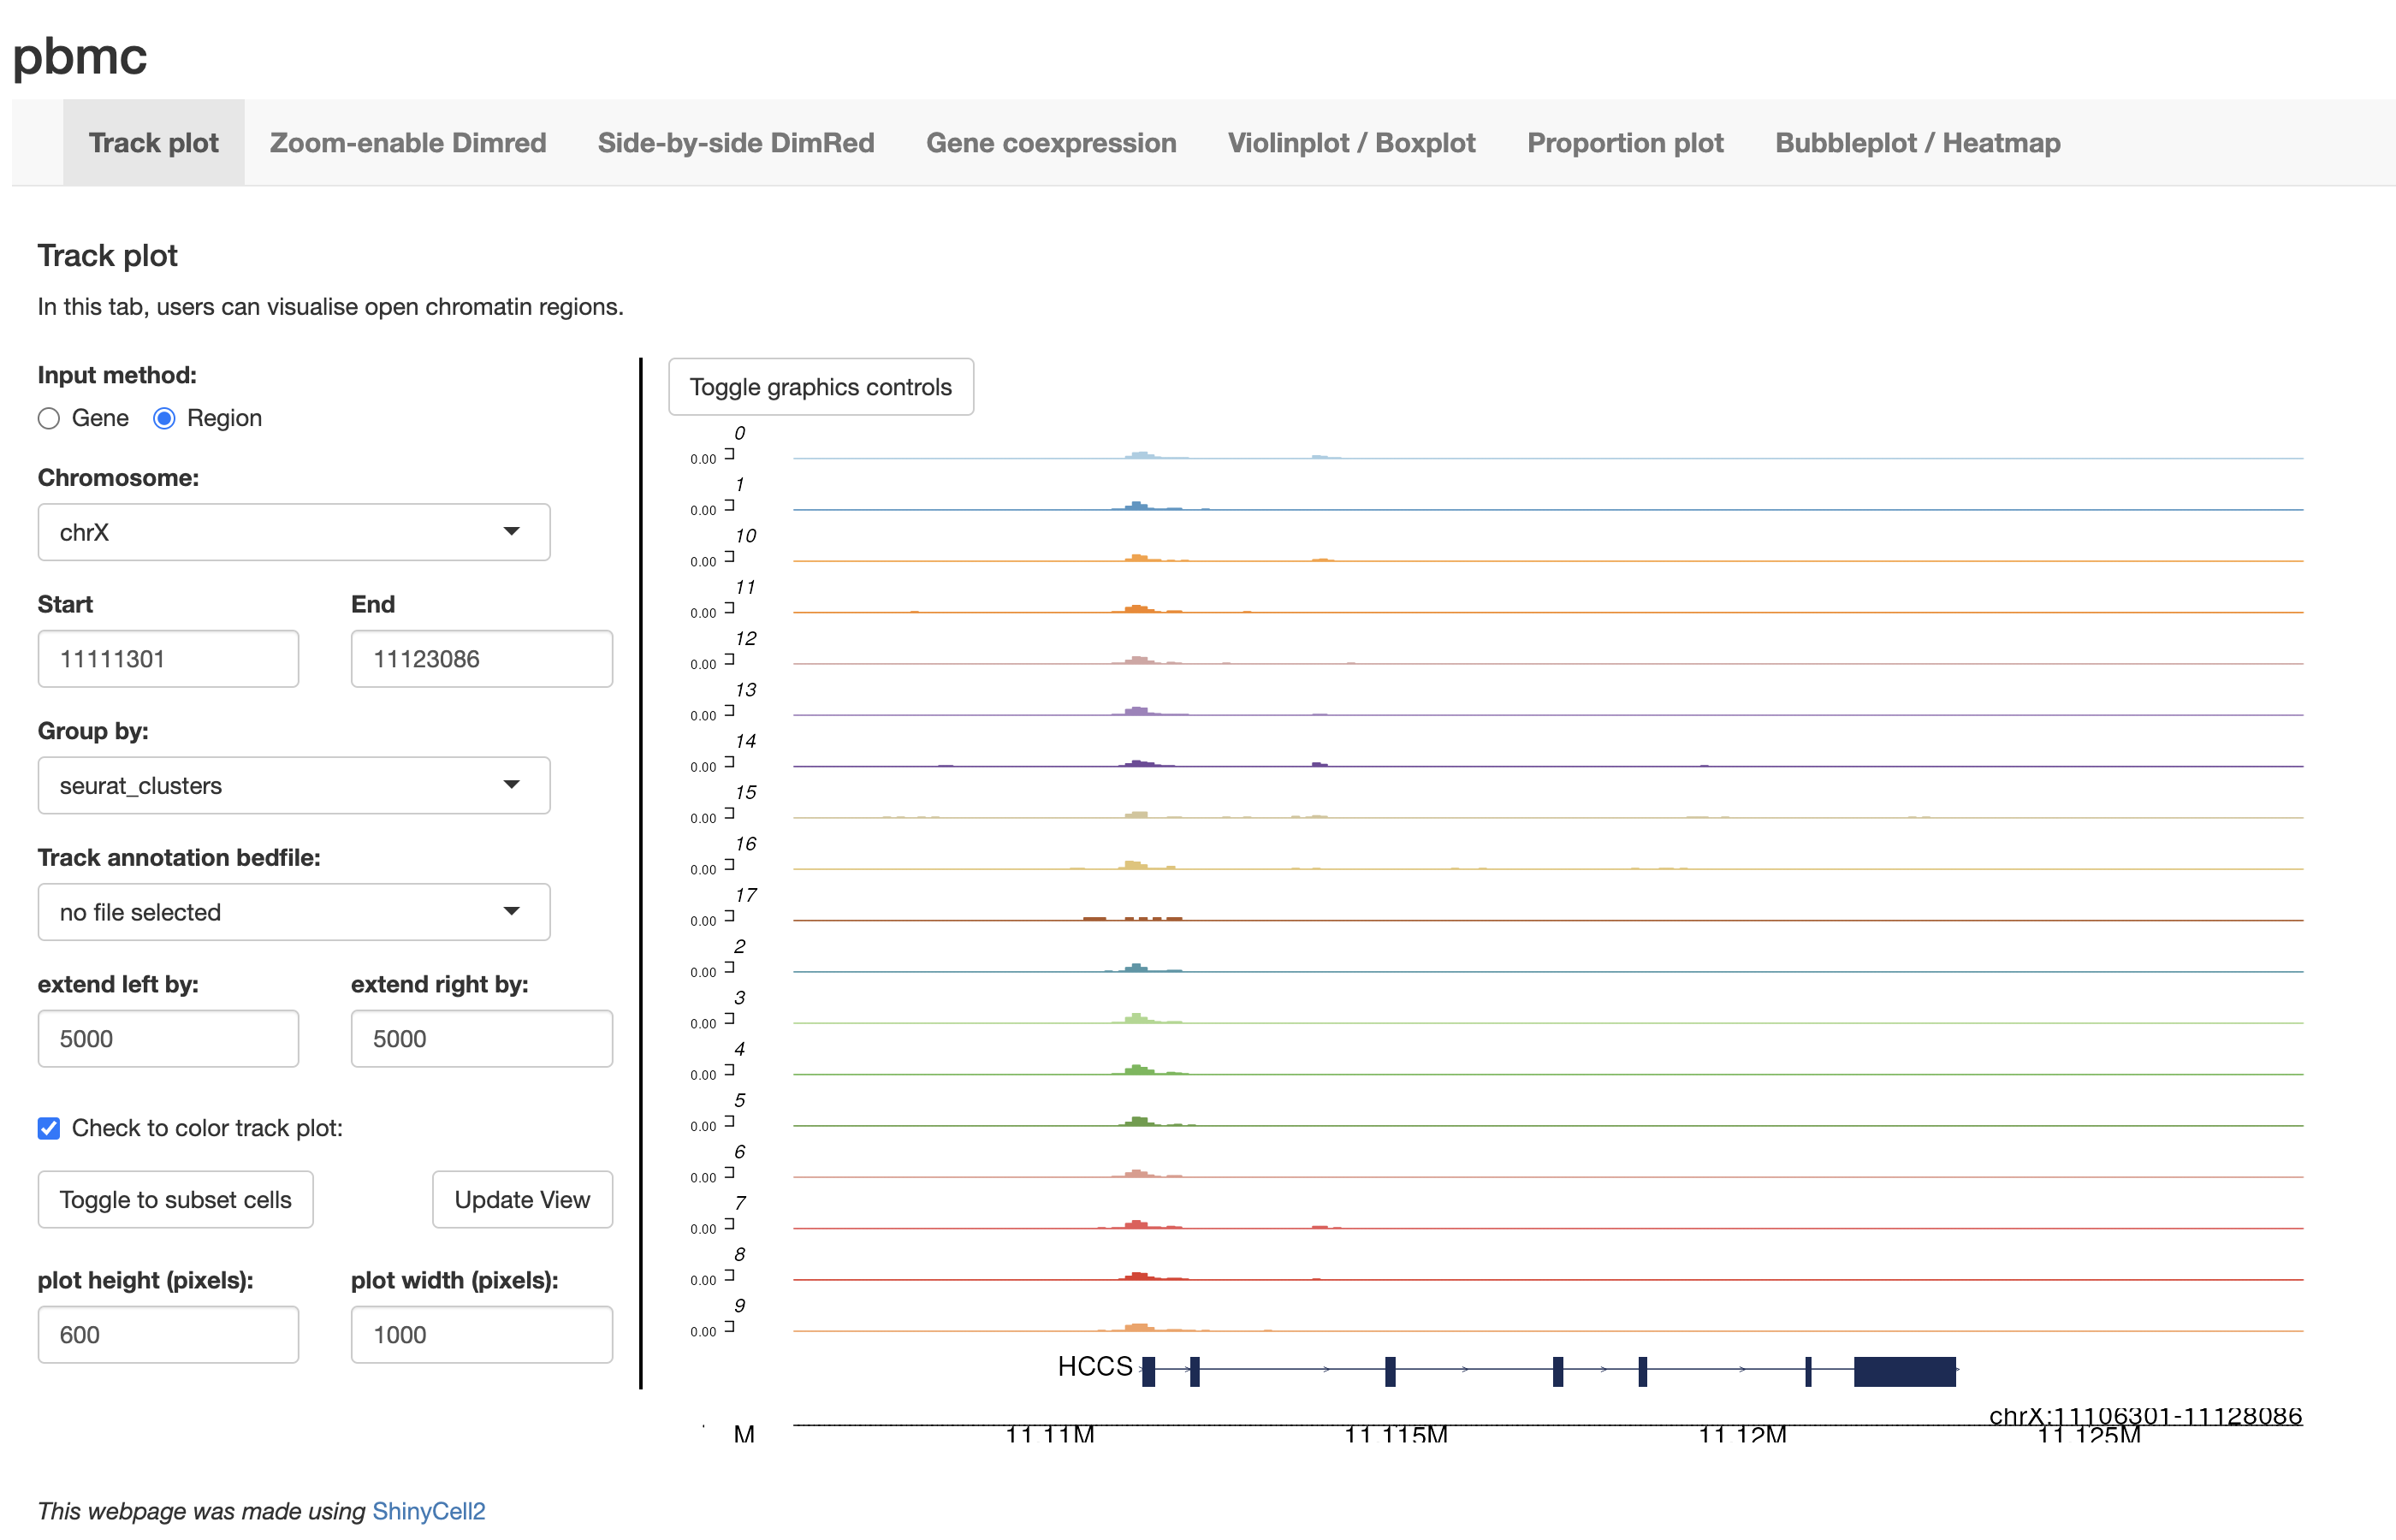 pbmc
Track plot Zoom-enable Dimred Side-by-side DimRed Gene coexpression Violinplot / Boxplot Proportion plot Bubbleplot / Heatmap
Track plot
In this tab, users can visualise open chromatin regions.
Input method:
Gene Region
Chromosome:
chrX
Start End
11111301 11123086
Group by:
seurat_clusters
Track annotation bedfile:
no file selected
extend left by: extend right by:
5000 5000
Check to color track plot:
Toggle to subset cells Update View
plot height (pixels): plot width (pixels):
600 1000
Toggle graphics controls
0
0.00
1
0.00
10
0.00
11
0.00
12
0.00
13
0.00
14
0.00
15
0.00
16
0.00
17
0.00
2
0.00
3
0.00
4
0.00
5
0.00
6
0.00
7
0.00
8
0.00
9
0.00
HCCS
chrX:11106301-11128086
M 11.11M 11.115M 11.12M 11.125M
This webpage was made using ShinyCell2